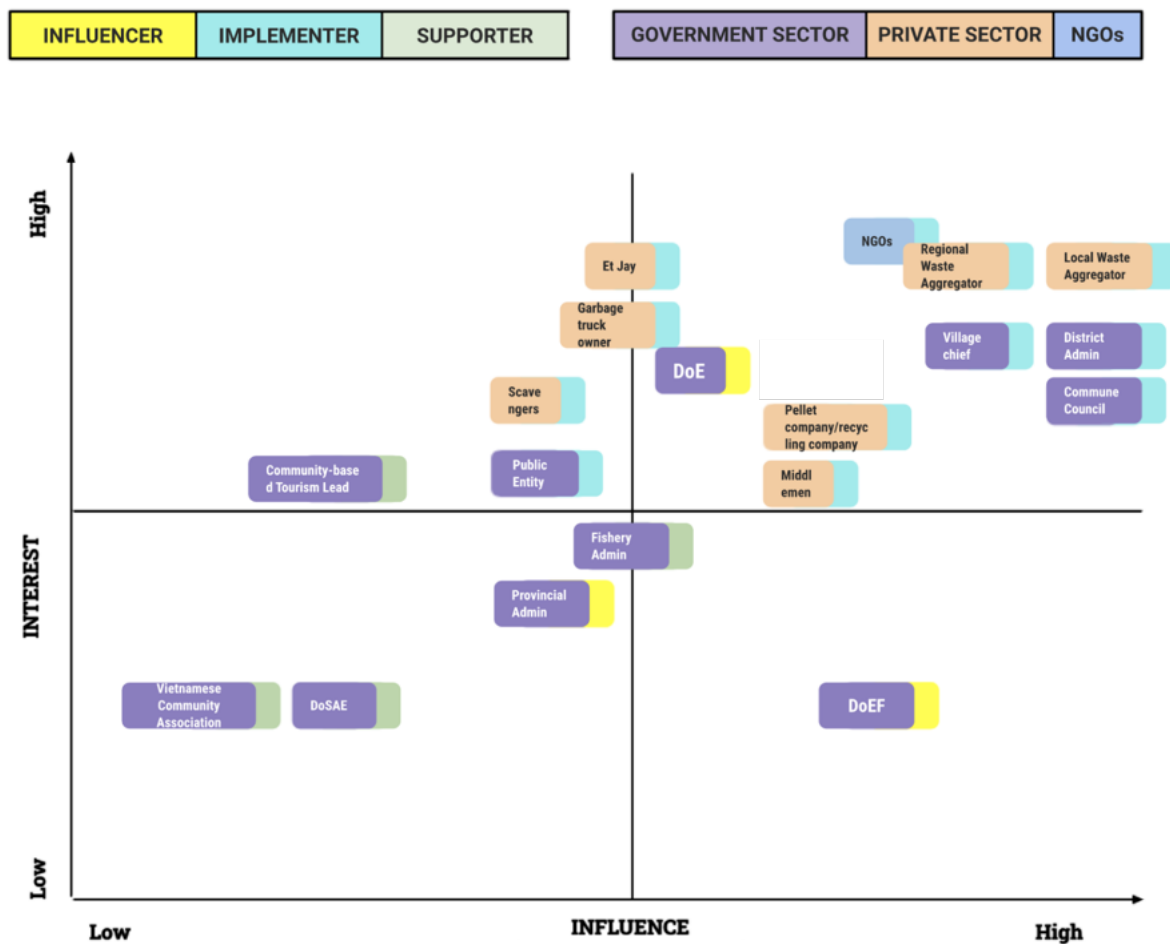 INFLUENCER IMPLEMENTER SUPPORTER GOVERNMENT SECTOR PRIVATE SECTOR NGOs
High
NGOs
Et Jay
Regional
Waste
Aggregator
Local Waste
Aggregator
Garbage
truck
owner
DoE
Village
chief
District
Admin
Scave
ngers
Commune
Council
Pellet
company/recyc
ling company
Community-base
d Tourism Lead
Public
Entity
Middl
emen
INTEREST
Fishery
Admin
Provincial
Admin
Vietnamese
Community
Association
DoSAE
DoEF
Low
Low
INFLUENCE
High